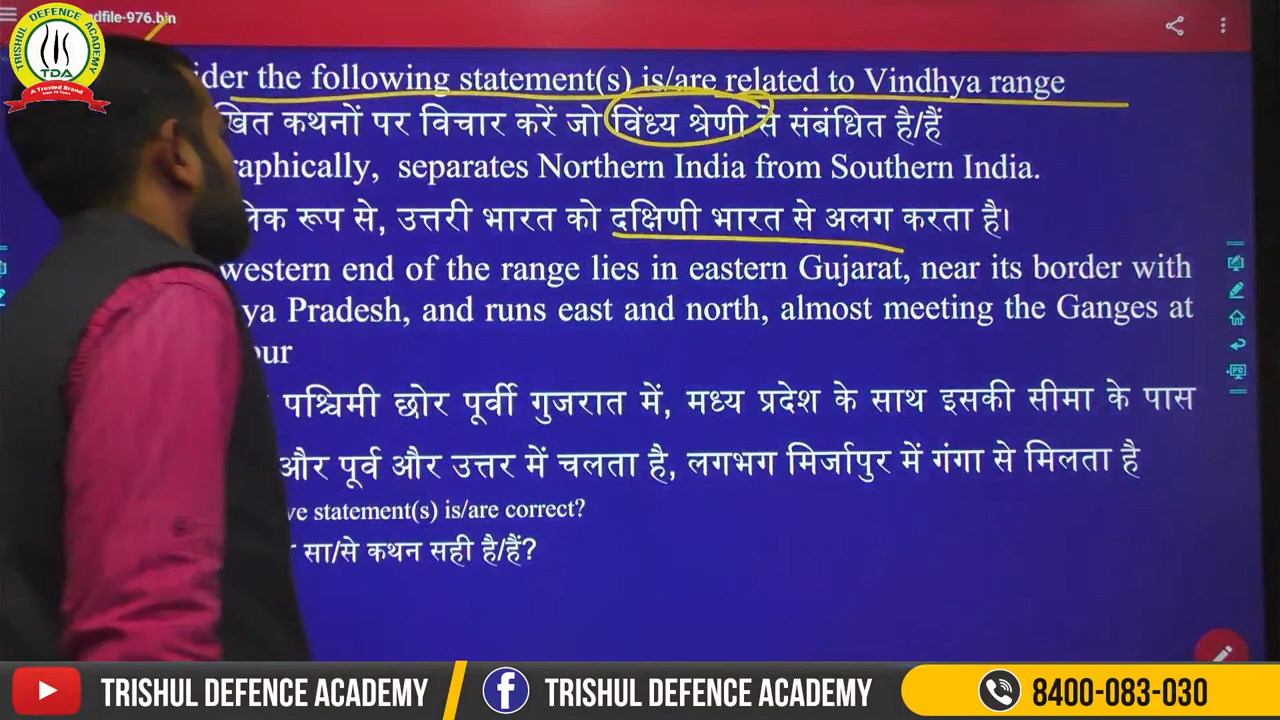 TRISHUL DEFENCE ACADEMY
TDA
A Trusted Brand
dfile-976.bin
ider the following statement(s) is/are related to Vindhya range
खित कथनों पर विचार करें जो विंध्य श्रेणी से संबंधित है/हैं
raphically, separates Northern India from Southern India.
लिक रूप से, उत्तरी भारत को दक्षिणी भारत से अलग करता है।
western end of the range lies in eastern Gujarat, near its border with
ya Pradesh, and runs east and north, almost meeting the Ganges at
our
पश्चिमी छोर पूर्वी गुजरात में, मध्य प्रदेश के साथ इसकी सीमा के पास
और पूर्व और उत्तर में चलता है, लगभग मिर्जापुर में गंगा से मिलता है
ve statement(s) is/are correct?
सा/से कथन सही है/हैं?
TRISHUL DEFENCE ACADEMY
TRISHUL DEFENCE ACADEMY
8400-083-030